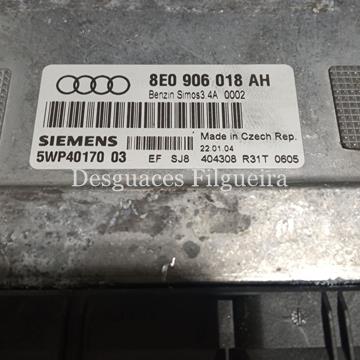 8E0 906 018 AH
Benzin Simos3.4A 0002
SIEMENS
Made in Czech Rep.
22.01.04
5WP40170 03
EF SJ8 404308 R31T 0605
Desguaces Filgueira